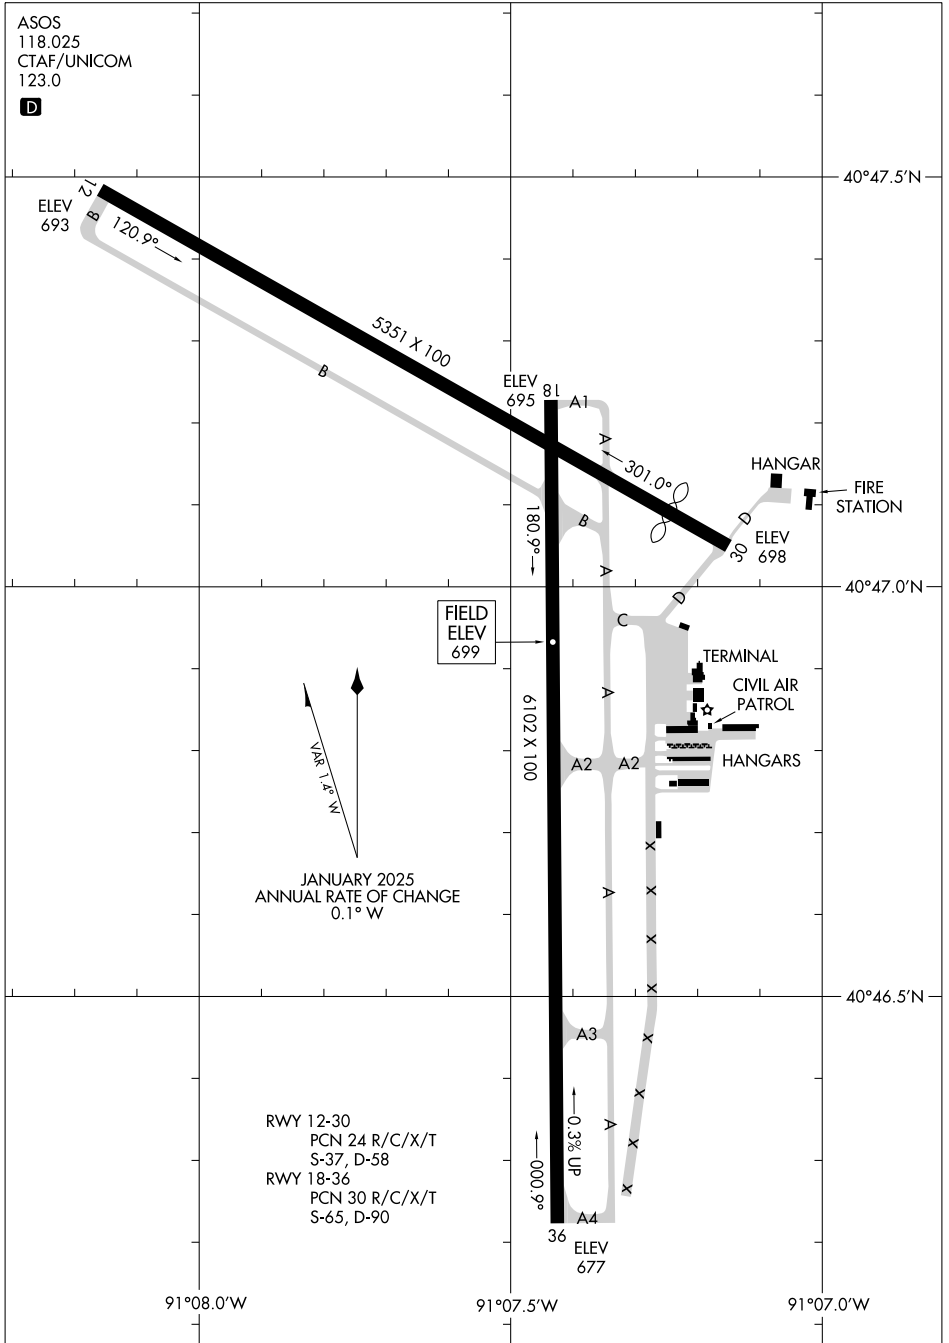 ASOS
118.025
CTAF/UNICOM
123.0
D
40°47.5'N
12
ELEV
693
B
120.9°
5351 X 100
B
ELEV
695
18
A1
A
301.0°
HANGAR
FIRE
STATION
D
B
180.9°
30
ELEV
698
A
40°47.0'N
D
C
FIELD
ELEV
699
TERMINAL
CIVIL AIR
PATROL
A
6102 X 100
A2
A2
HANGARS
VAR 1.4° W
JANUARY 2025
ANNUAL RATE OF CHANGE
0.1° W
A
X
X
X
X
40°46.5'N
A3
X
X
X
X
RWY 12-30
PCN 24 R/C/X/T
S-37, D-58
RWY 18-36
PCN 30 R/C/X/T
S-65, D-90
000.9°
0.3% UP
A
A4
36
ELEV
677
91°08.0'W
91°07.5'W
91°07.0'W